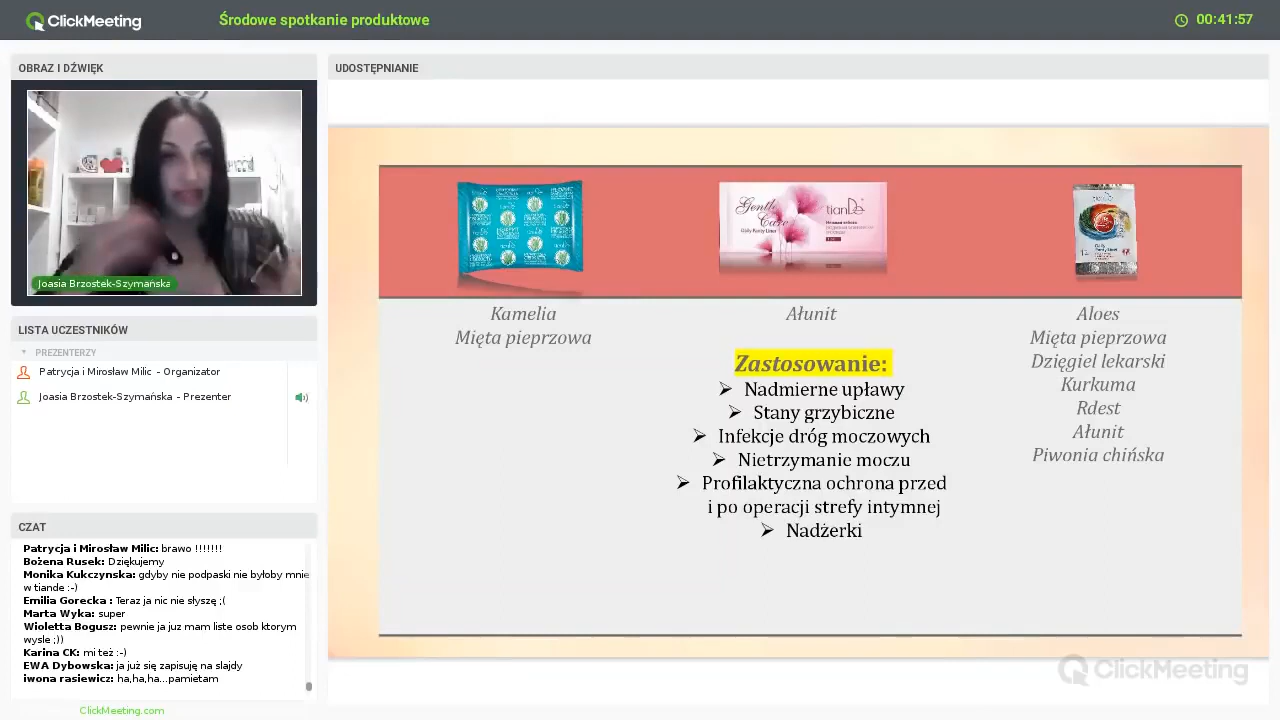 ClickMeeting
Środowe spotkanie produktowe
00:41:57
OBRAZ I DŹWIĘK
Joasia Brzostek-Szymańska
LISTA UCZESTNIKÓW
PREZENTERZY
Patrycja i Mirosław Milic - Organizator
Joasia Brzostek-Szymańska - Prezenter
CZAT
Patrycja i Mirosław Milic: brawo !!!!!!!
Bożena Rusek: Dziękujemy
Monika Kukczynska: gdyby nie podpaski nie byłoby mnie
w tiande :-)
Emilia Gorecka : Teraz ja nic nie słyszę ;(
Marta Wyka: super
Wioletta Bogusz: pewnie ja juz mam liste osob ktorym
wysle ;))
Karina CK: mi też :-)
EWA Dybowska: ja już się zapisuję na slajdy
iwona rasiewicz: ha,ha,ha...pamietam
ClickMeeting.com
UDOSTĘPNIANIE
Gentle
Care
tianDe
Kamelia
Mięta pieprzowa
Ałunit
Zastosowanie:
➢ Nadmierne upławy
➢ Stany grzybiczne
➢ Infekcje dróg moczowych
➢ Nietrzymanie moczu
➢ Profilaktyczna ochrona przed
i po operacji strefy intymnej
➢ Nadżerki
Aloes
Mięta pieprzowa
Dzięgiel lekarski
Kurkuma
Rdest
Ałunit
Piwonia chińska
ClickMeeting